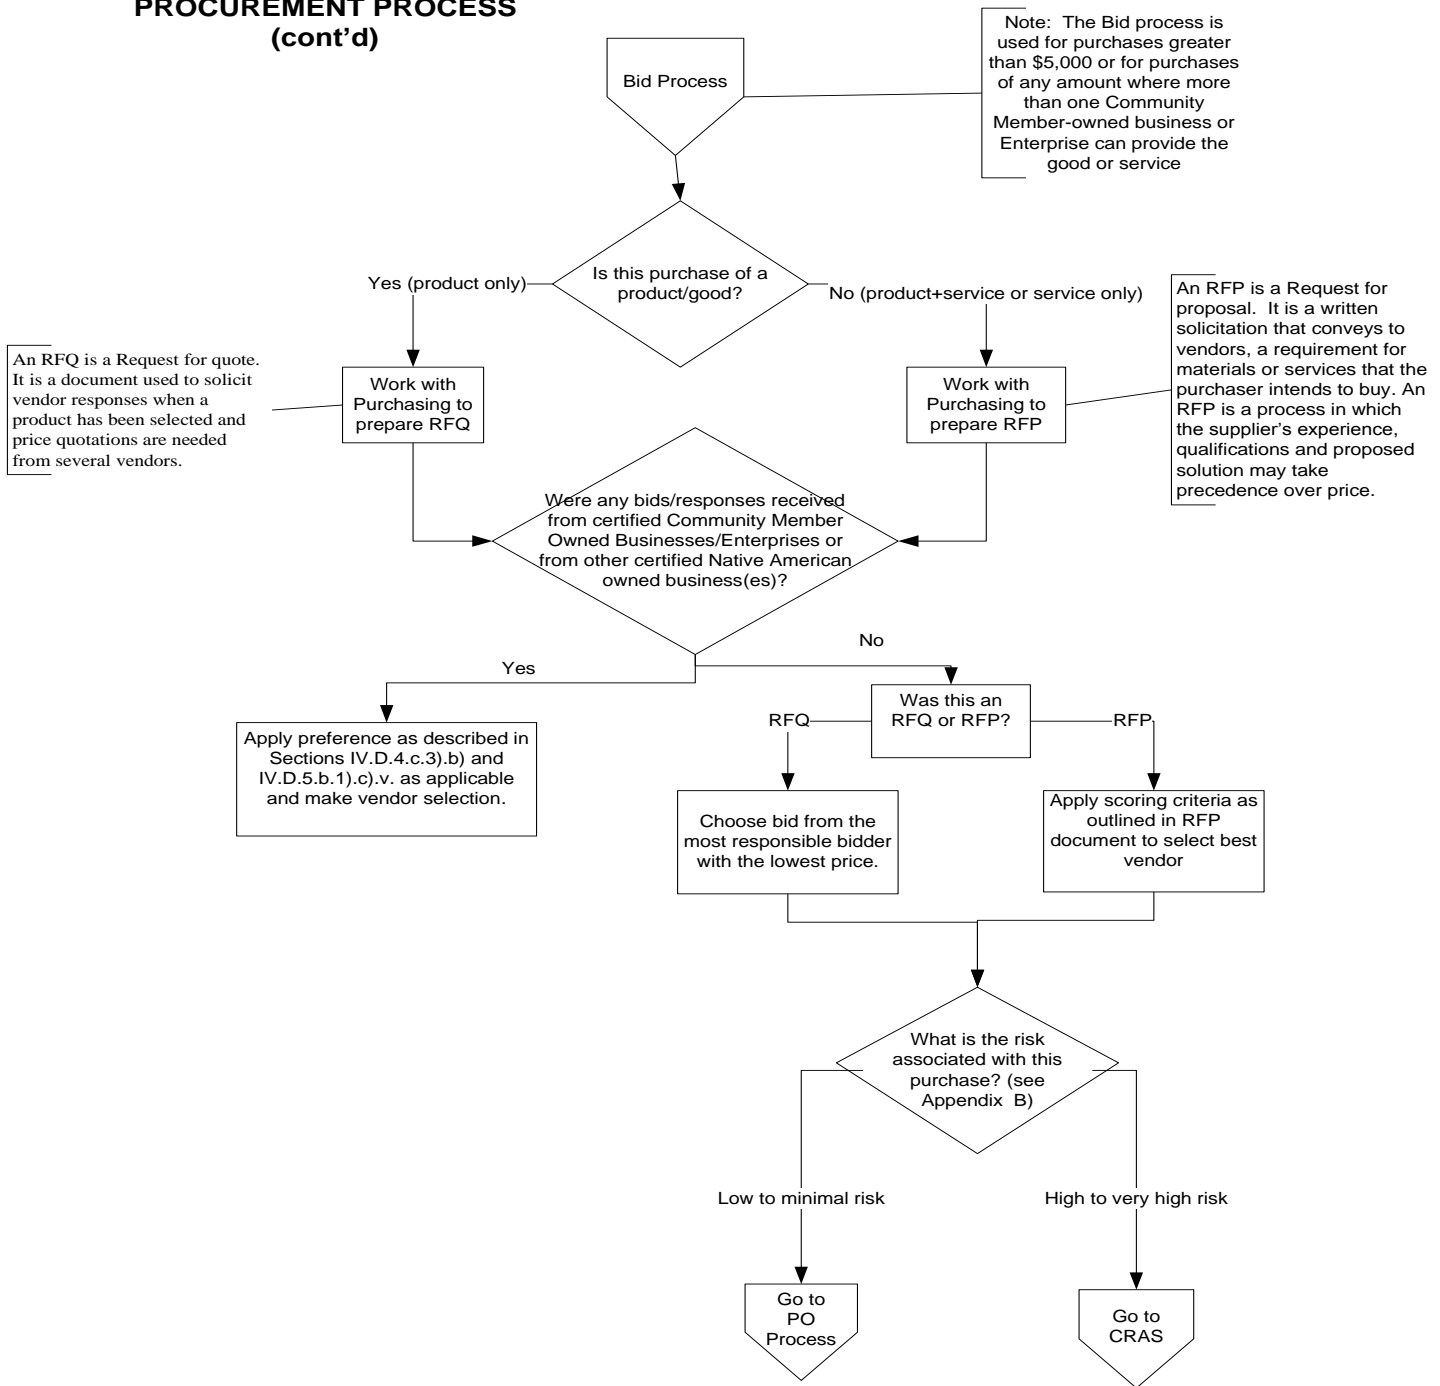 PROCUREMENT PROCESS
(cont’d)
Bid Process
Note:  The Bid process is
used for purchases greater
than $5,000 or for purchases
of any amount where more
than one Community
Member-owned business or
Enterprise can provide the
good or service
Is this purchase of a
product/good?
Yes (product only)
No (product+service or service only)
An RFQ is a Request for quote.
It is a document used to solicit
vendor responses when a
product has been selected and
price quotations are needed
from several vendors.
Work with
Purchasing to
prepare RFQ
Work with
Purchasing to
prepare RFP
An RFP is a Request for
proposal.  It is a written
solicitation that conveys to
vendors, a requirement for
materials or services that the
purchaser intends to buy. An
RFP is a process in which
the supplier’s experience,
qualifications and proposed
solution may take
precedence over price.
Were any bids/responses received
from certified Community Member
Owned Businesses/Enterprises or
from other certified Native American
owned business(es)?
Yes
No
Apply preference as described in
Sections IV.D.4.c.3).b) and
IV.D.5.b.1).c).v. as applicable
and make vendor selection.
Was this an
RFQ or RFP?
RFQ
RFP
Choose bid from the
most responsible bidder
with the lowest price.
Apply scoring criteria as
outlined in RFP
document to select best
vendor
What is the risk
associated with this
purchase? (see
Appendix  B)
Low to minimal risk
High to very high risk
Go to
PO
Process
Go to
CRAS